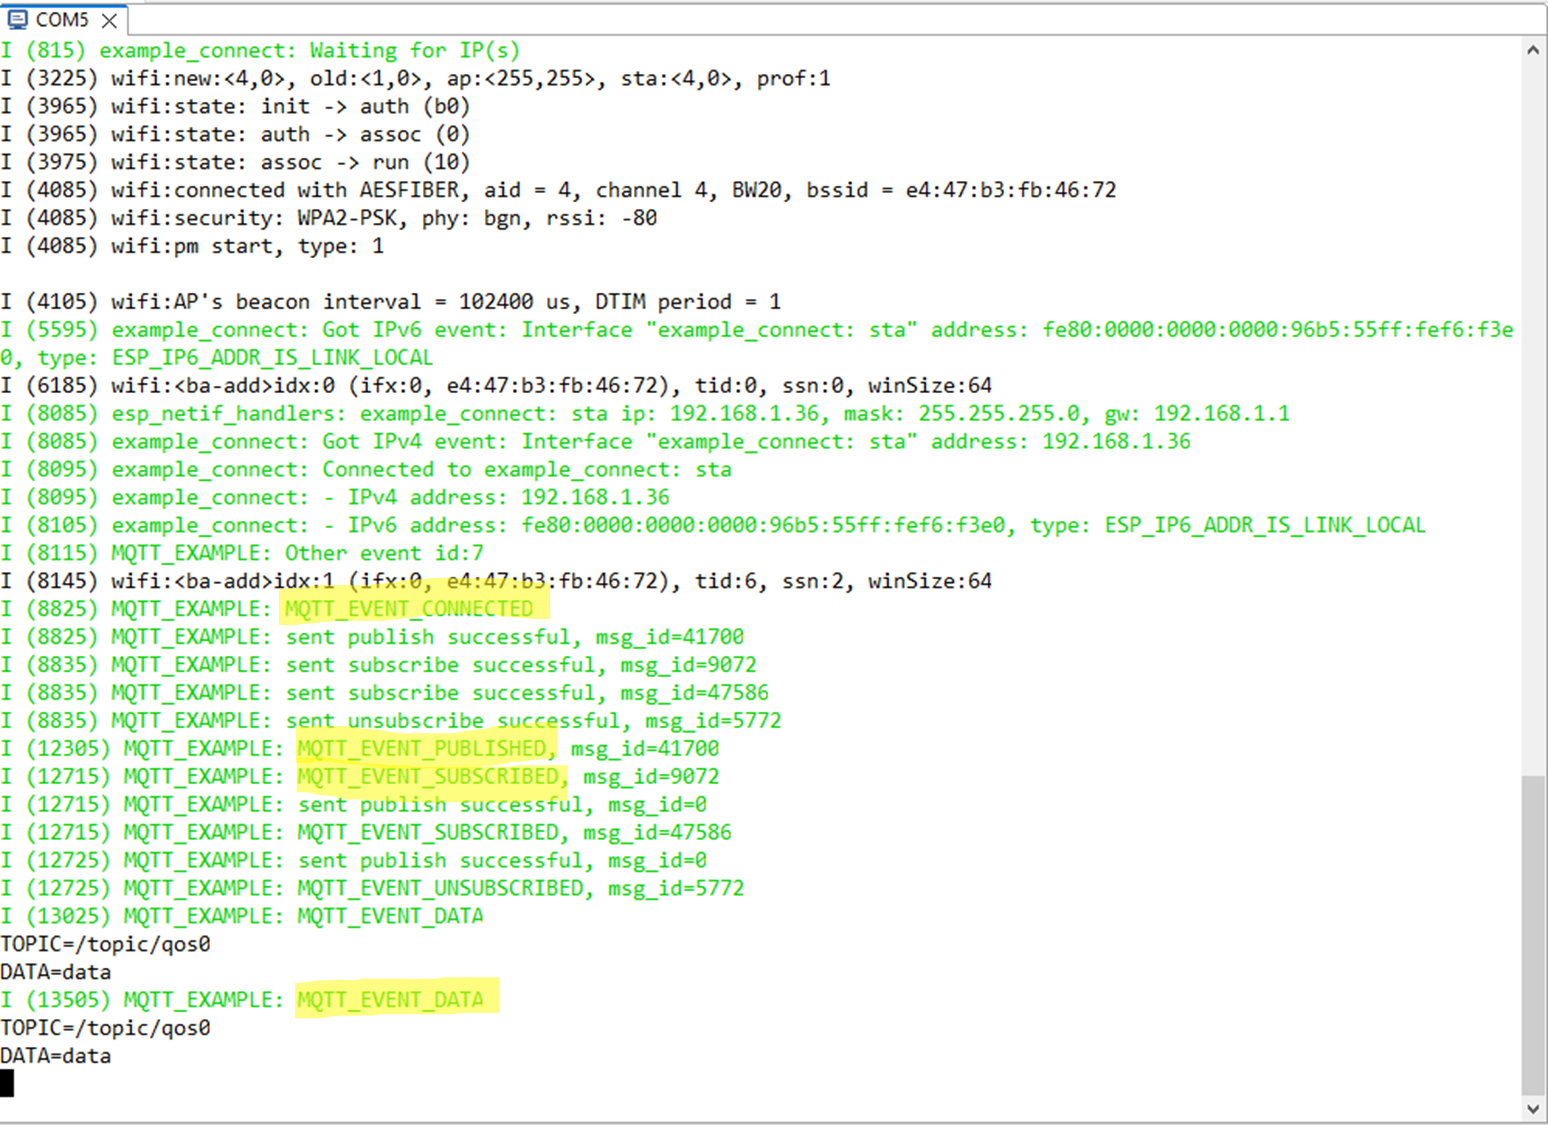 COM5
I (815) example_connect: Waiting for IP(s)
I (3225) wifi:new:<4,0>, old:<1,0>, ap:<255,255>, sta:<4,0>, prof:1
I (3965) wifi:state: init -> auth (b0)
I (3965) wifi:state: auth -> assoc (0)
I (3975) wifi:state: assoc -> run (10)
I (4085) wifi:connected with AESFIBER, aid = 4, channel 4, BW20, bssid = e4:47:b3:fb:46:72
I (4085) wifi:security: WPA2-PSK, phy: bgn, rssi: -80
I (4085) wifi:pm start, type: 1
I (4105) wifi:AP's beacon interval = 102400 us, DTIM period = 1
I (5595) example_connect: Got IPv6 event: Interface "example_connect: sta" address: fe80:0000:0000:0000:96b5:55ff:fef6:f3e
0, type: ESP_IP6_ADDR_IS_LINK_LOCAL
I (6185) wifi:<ba-add>idx:0 (ifx:0, e4:47:b3:fb:46:72), tid:0, ssn:0, winSize:64
I (8085) esp_netif_handlers: example_connect: sta ip: 192.168.1.36, mask: 255.255.255.0, gw: 192.168.1.1
I (8085) example_connect: Got IPv4 event: Interface "example_connect: sta" address: 192.168.1.36
I (8095) example_connect: Connected to example_connect: sta
I (8095) example_connect: - IPv4 address: 192.168.1.36
I (8105) example_connect: - IPv6 address: fe80:0000:0000:0000:96b5:55ff:fef6:f3e0, type: ESP_IP6_ADDR_IS_LINK_LOCAL
I (8115) MQTT_EXAMPLE: Other event id:7
I (8145) wifi:<ba-add>idx:1 (ifx:0, e4:47:b3:fb:46:72), tid:6, ssn:2, winSize:64
I (8825) MQTT_EXAMPLE: MQTT_EVENT_CONNECTED
I (8825) MQTT_EXAMPLE: sent publish successful, msg_id=41700
I (8835) MQTT_EXAMPLE: sent subscribe successful, msg_id=9072
I (8835) MQTT_EXAMPLE: sent subscribe successful, msg_id=47586
I (8835) MQTT_EXAMPLE: sent unsubscribe successful, msg_id=5772
I (12305) MQTT_EXAMPLE: MQTT_EVENT_PUBLISHED, msg_id=41700
I (12715) MQTT_EXAMPLE: MQTT_EVENT_SUBSCRIBED, msg_id=9072
I (12715) MQTT_EXAMPLE: sent publish successful, msg_id=0
I (12715) MQTT_EXAMPLE: MQTT_EVENT_SUBSCRIBED, msg_id=47586
I (12725) MQTT_EXAMPLE: sent publish successful, msg_id=0
I (12725) MQTT_EXAMPLE: MQTT_EVENT_UNSUBSCRIBED, msg_id=5772
I (13025) MQTT_EXAMPLE: MQTT_EVENT_DATA
TOPIC=/topic/qos0
DATA=data
I (13505) MQTT_EXAMPLE: MQTT_EVENT_DATA
TOPIC=/topic/qos0
DATA=data